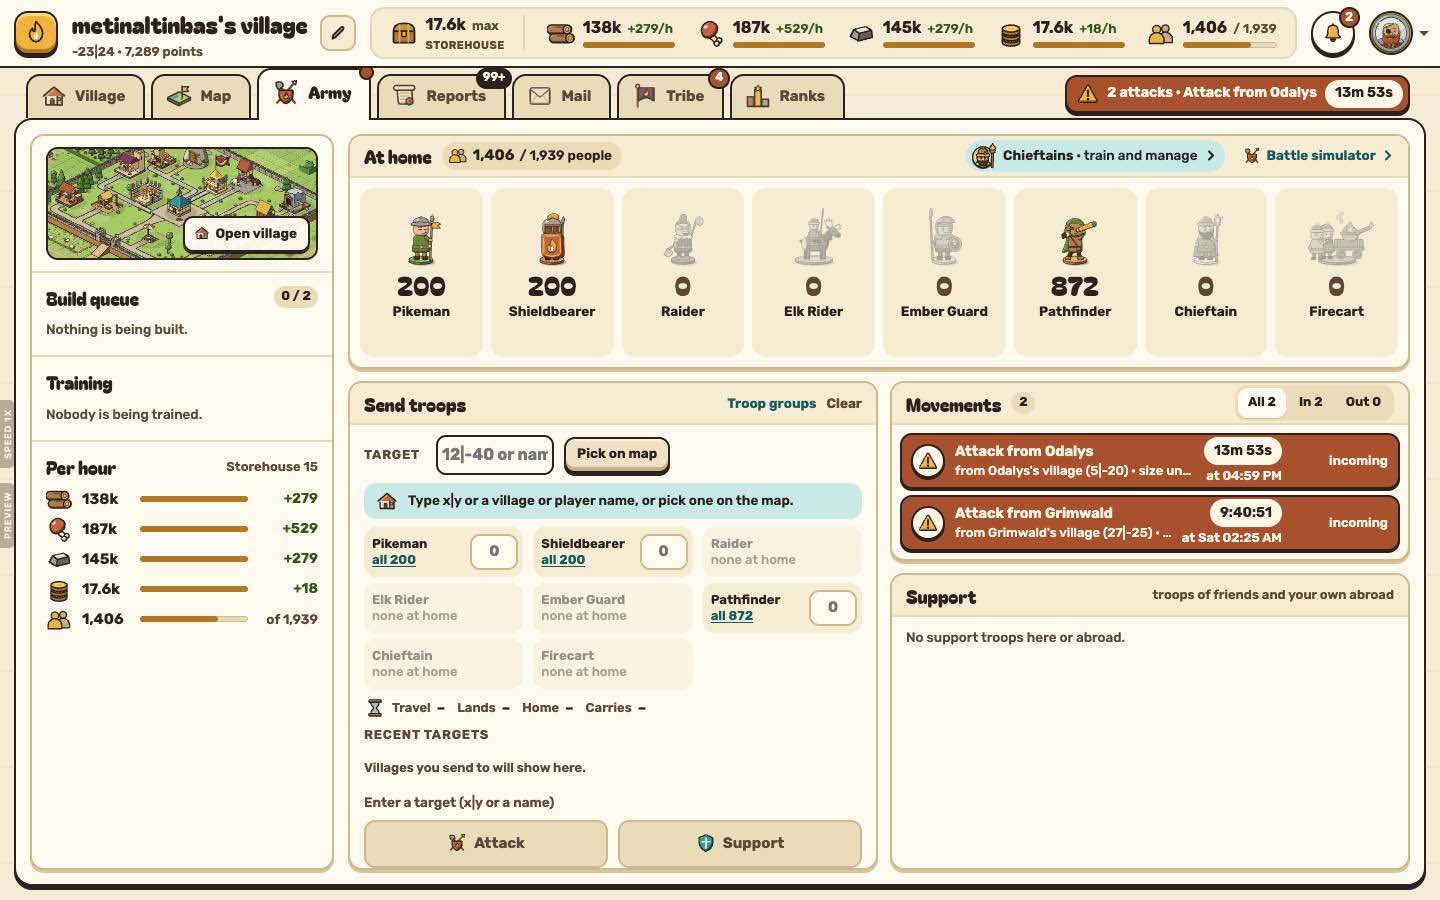 metinaltinbas's village
-23|24 • 7,289 points
17.6k max
STOREHOUSE
138k +279/h
187k +529/h
145k +279/h
17.6k +18/h
1,406 / 1,939
2
Village
Map
Army
Reports
99+
Mail
Tribe
4
Ranks
2 attacks • Attack from Odalys 13m 53s
Open village
Build queue 0 / 2
Nothing is being built.
Training
Nobody is being trained.
Per hour Storehouse 15
138k +279
187k +529
145k +279
17.6k +18
1,406 of 1,939
SPEED 1X
PREVIEW
At home 1,406 / 1,939 people
Chieftains • train and manage
Battle simulator
200 Pikeman
200 Shieldbearer
0 Raider
0 Elk Rider
0 Ember Guard
872 Pathfinder
0 Chieftain
0 Firecart
Send troops Troop groups Clear
TARGET 12|-40 or nam Pick on map
Type x|y or a village or player name, or pick one on the map.
Pikeman all 200 0
Shieldbearer all 200 0
Raider none at home
Elk Rider none at home
Ember Guard none at home
Pathfinder all 872 0
Chieftain none at home
Firecart none at home
Travel – Lands – Home – Carries –
RECENT TARGETS
Villages you send to will show here.
Enter a target (x|y or a name)
Attack
Support
Movements 2 All 2 In 2 Out 0
Attack from Odalys 13m 53s
from Odalys's village (5|-20) • size un... at 04:59 PM
incoming
Attack from Grimwald 9:40:51
from Grimwald's village (27|-25) • ... at Sat 02:25 AM
incoming
Support troops of friends and your own abroad
No support troops here or abroad.